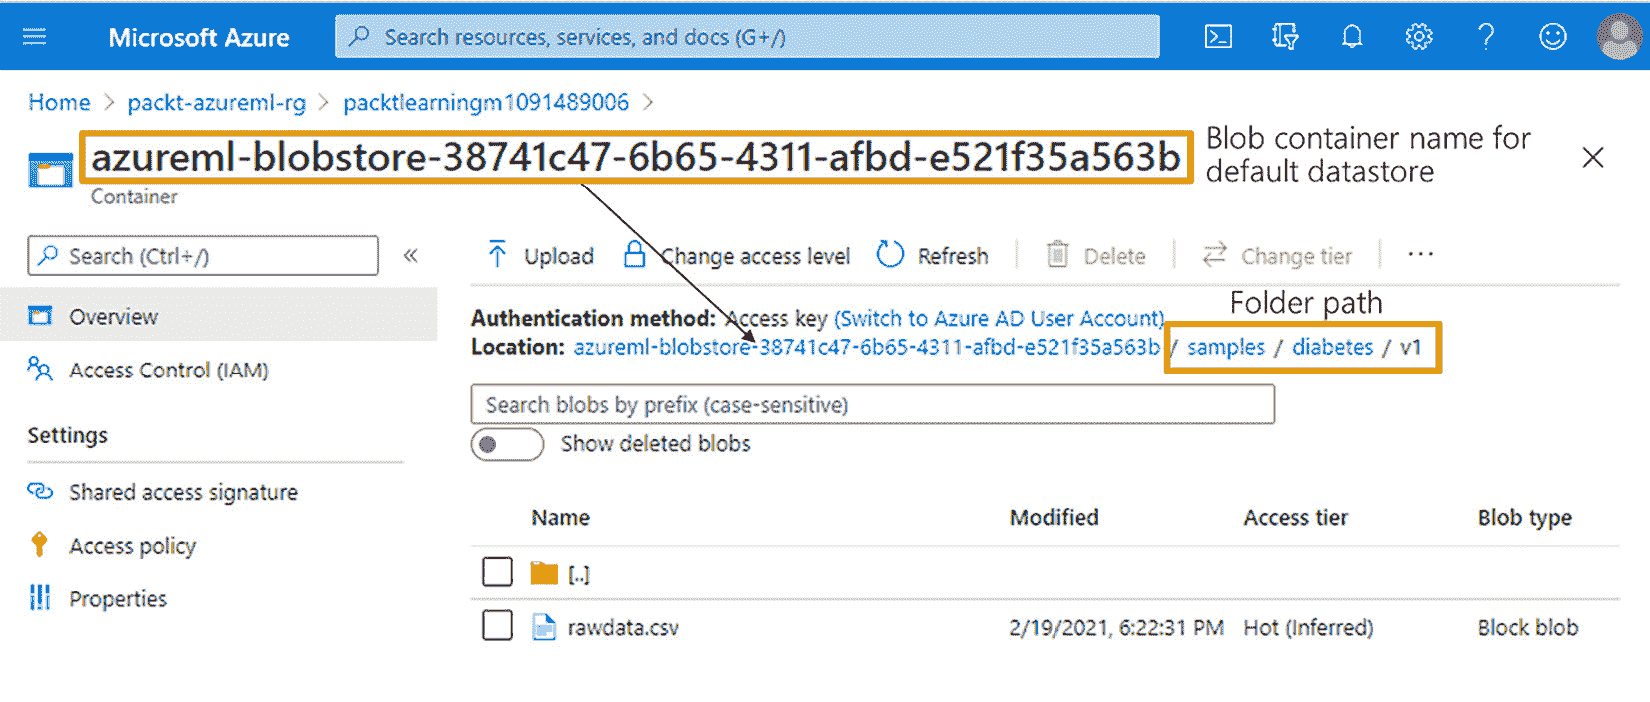 Microsoft Azure
Search resources, services, and docs (G+/)
Home > packt-azureml-rg > packtlearningm1091489006 >
azureml-blobstore-38741c47-6b65-4311-afbd-e521f35a563b
Blob container name for
default datastore
Container
Search (Ctrl+/)
«
Upload
Change access level
Refresh
Delete
Change tier
...
Overview
Access Control (IAM)
Settings
Shared access signature
Access policy
Properties
Folder path
Authentication method: Access key (Switch to Azure AD User Account)
Location: azureml-blobstore-38741c47-6b65-4311-afbd-e521f35a563b / samples / diabetes / v1
Search blobs by prefix (case-sensitive)
Show deleted blobs
Name Modified Access tier Blob type
[..]
rawdata.csv 2/19/2021, 6:22:31 PM Hot (Inferred) Block blob